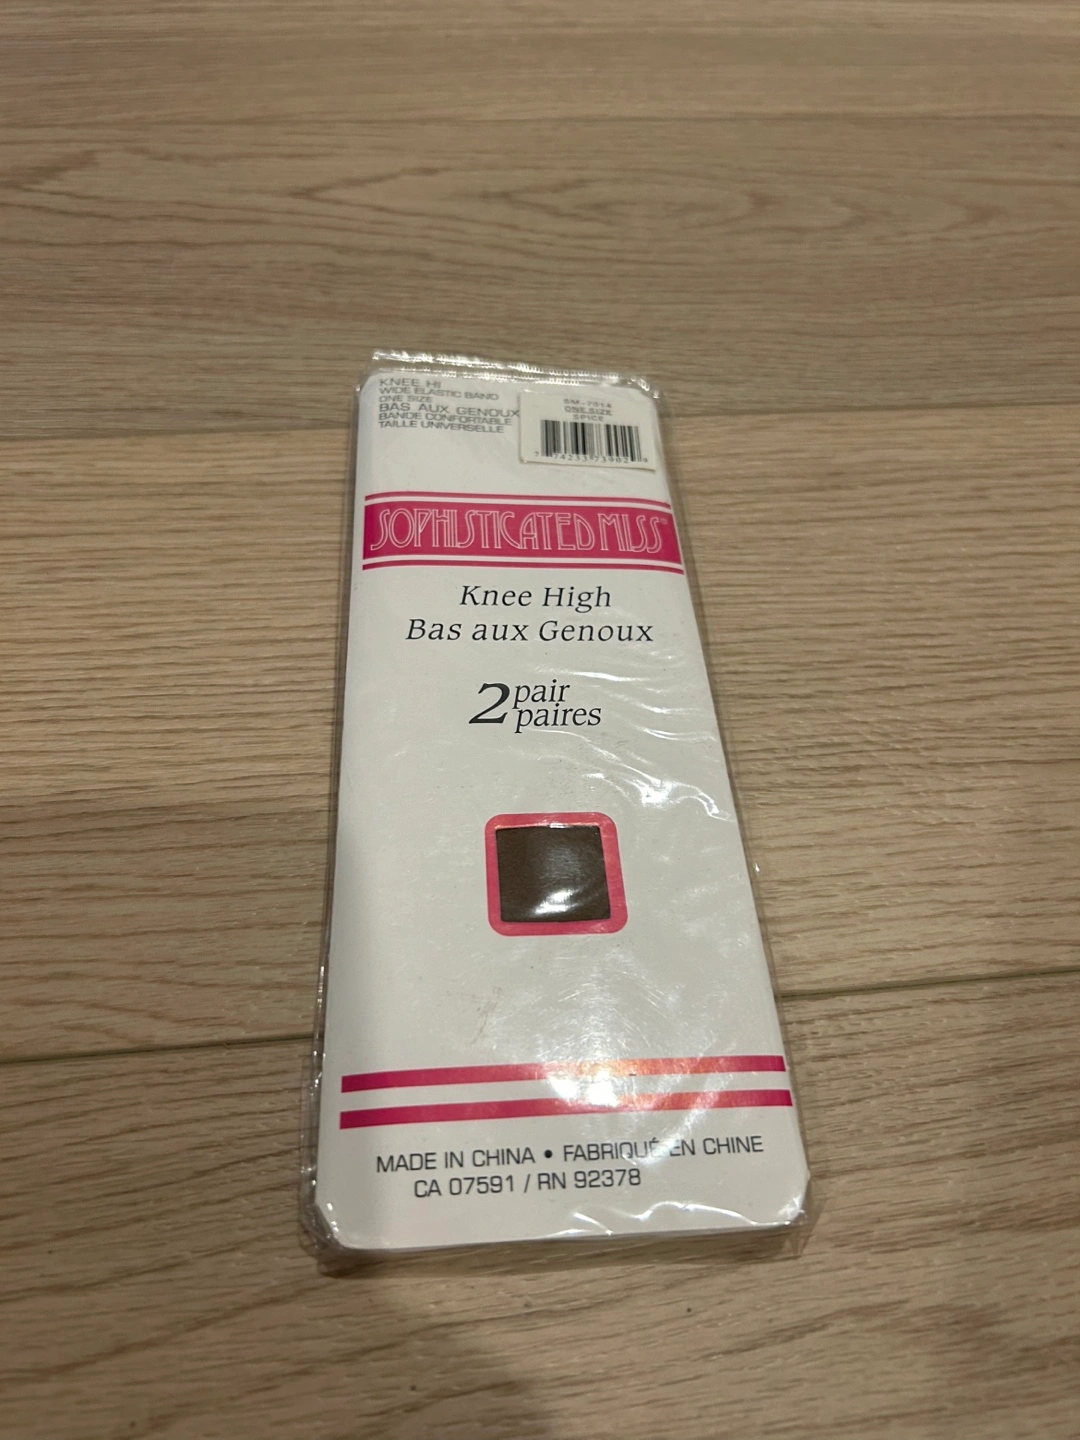 KNEE HI
WIDE ELASTIC BAND
ONE SIZE
BAS AUX GENOUX
BANDE CONFORTABLE
TAILLE UNIVERSELLE
ONE SIZE
SPICE
SOPHISTICATED MISS
Knee High
Bas aux Genoux
2 pair
paires
MADE IN CHINA • FABRIQUÉ EN CHINE
CA 07591 / RN 92378